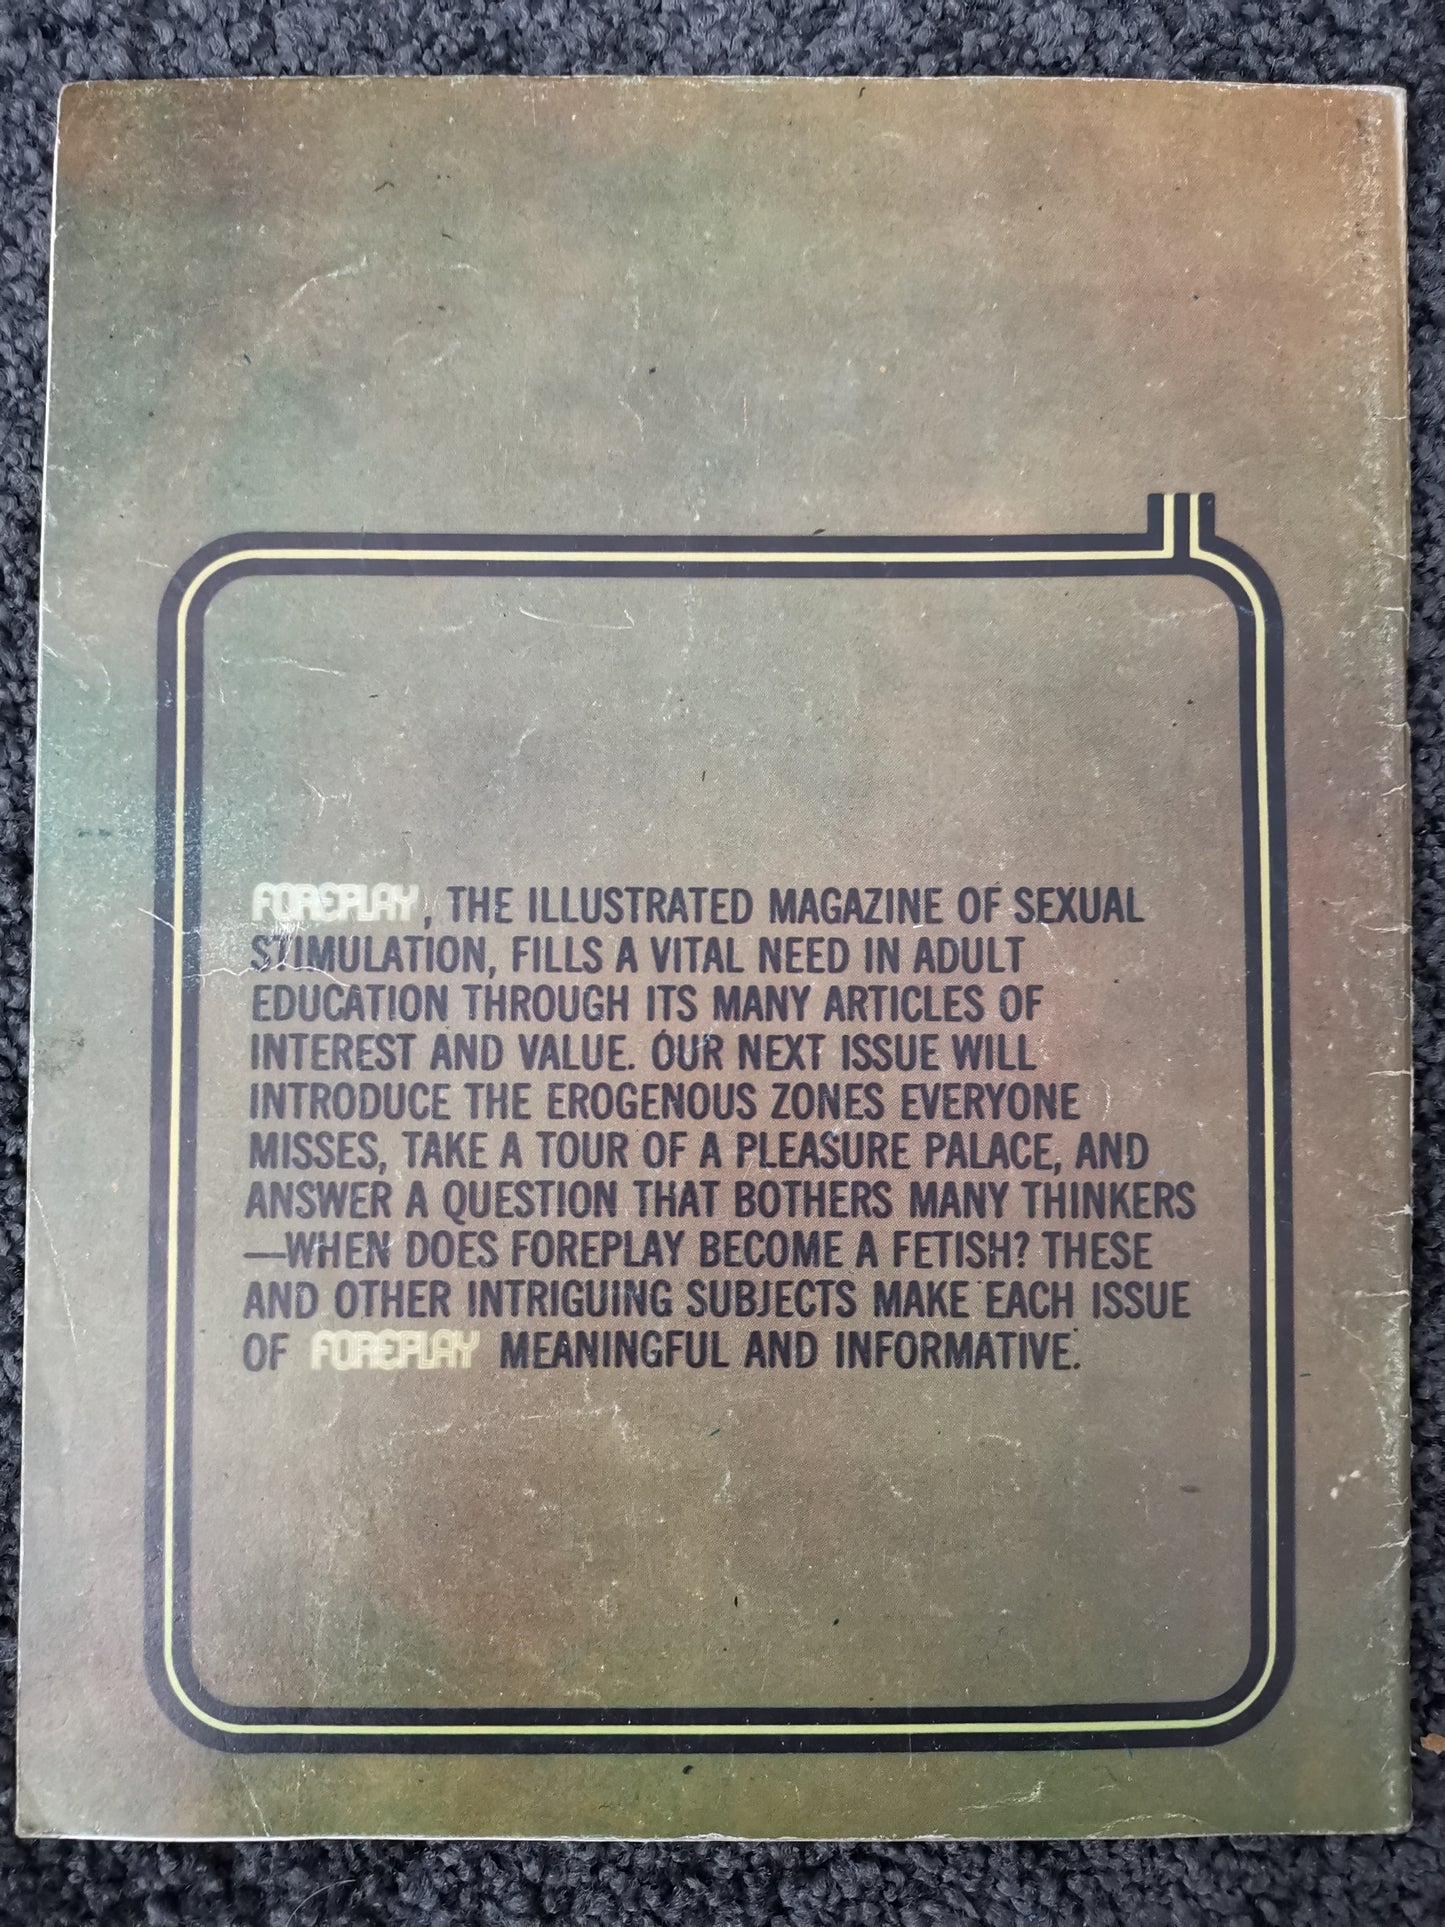 FOREPLAY, THE ILLUSTRATED MAGAZINE OF SEXUAL
STIMULATION, FILLS A VITAL NEED IN ADULT
EDUCATION THROUGH ITS MANY ARTICLES OF
INTEREST AND VALUE. OUR NEXT ISSUE WILL
INTRODUCE THE EROGENOUS ZONES EVERYONE
MISSES, TAKE A TOUR OF A PLEASURE PALACE, AND
ANSWER A QUESTION THAT BOTHERS MANY THINKERS
—WHEN DOES FOREPLAY BECOME A FETISH? THESE
AND OTHER INTRIGUING SUBJECTS MAKE EACH ISSUE
OF FOREPLAY MEANINGFUL AND INFORMATIVE.